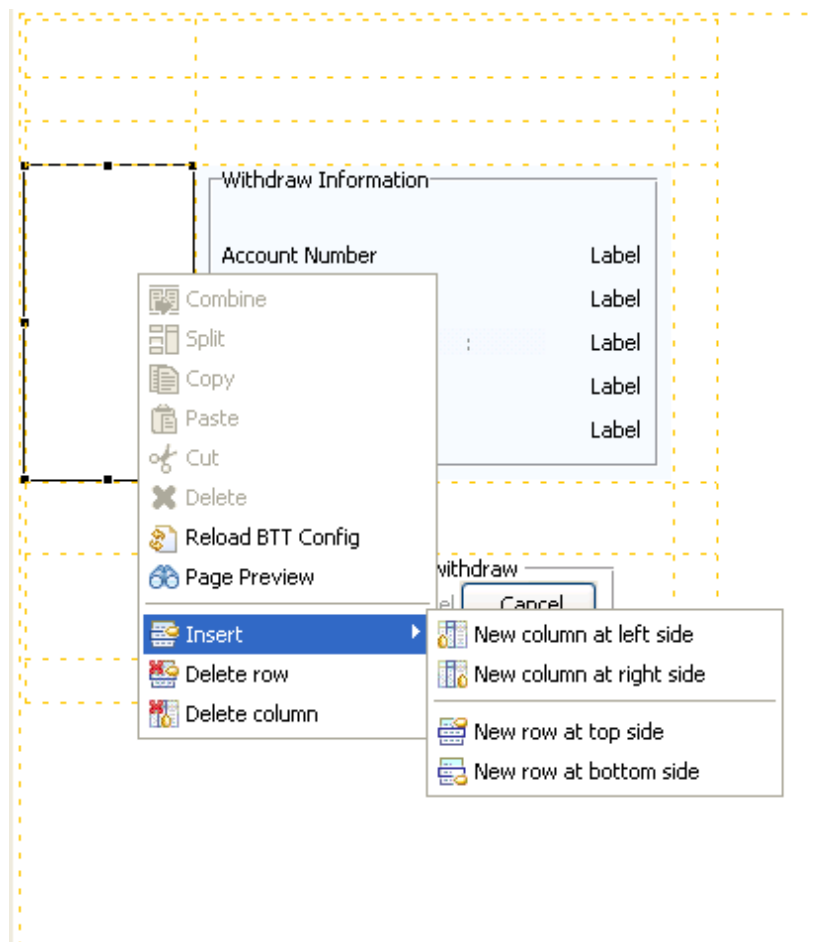 Withdraw Information
Account Number Label
Combine Label
Split : Label
Copy Label
Paste Label
Cut
Delete
Reload BTT Config
Page Preview withdraw
Cancel
Insert New column at left side
Delete row New column at right side
Delete column New row at top side
New row at bottom side